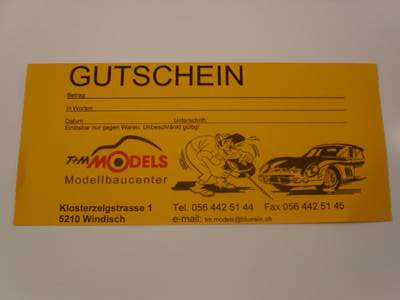 GUTSCHEIN
Betrag
in Worten
Datum Unterschrift
Einlösbar nur gegen Waren. Unbeschränkt gültig!
T+M MODELS
Modellbaucenter
Klosterzelgstrasse 1 Tel. 056 442 51 44 Fax 056 442 51 45
5210 Windisch e-mail: tm.models@bluewin.ch